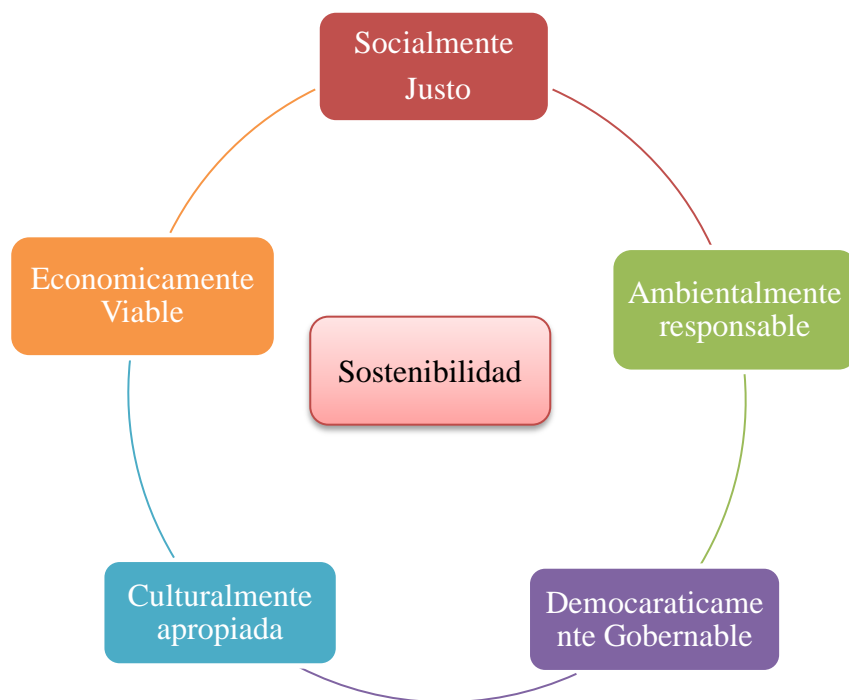 Socialmente
Justo
Economicamente
Viable
Ambientalmente
responsable
Sostenibilidad
Culturalmente
apropiada
Democaraticame
nte Gobernable